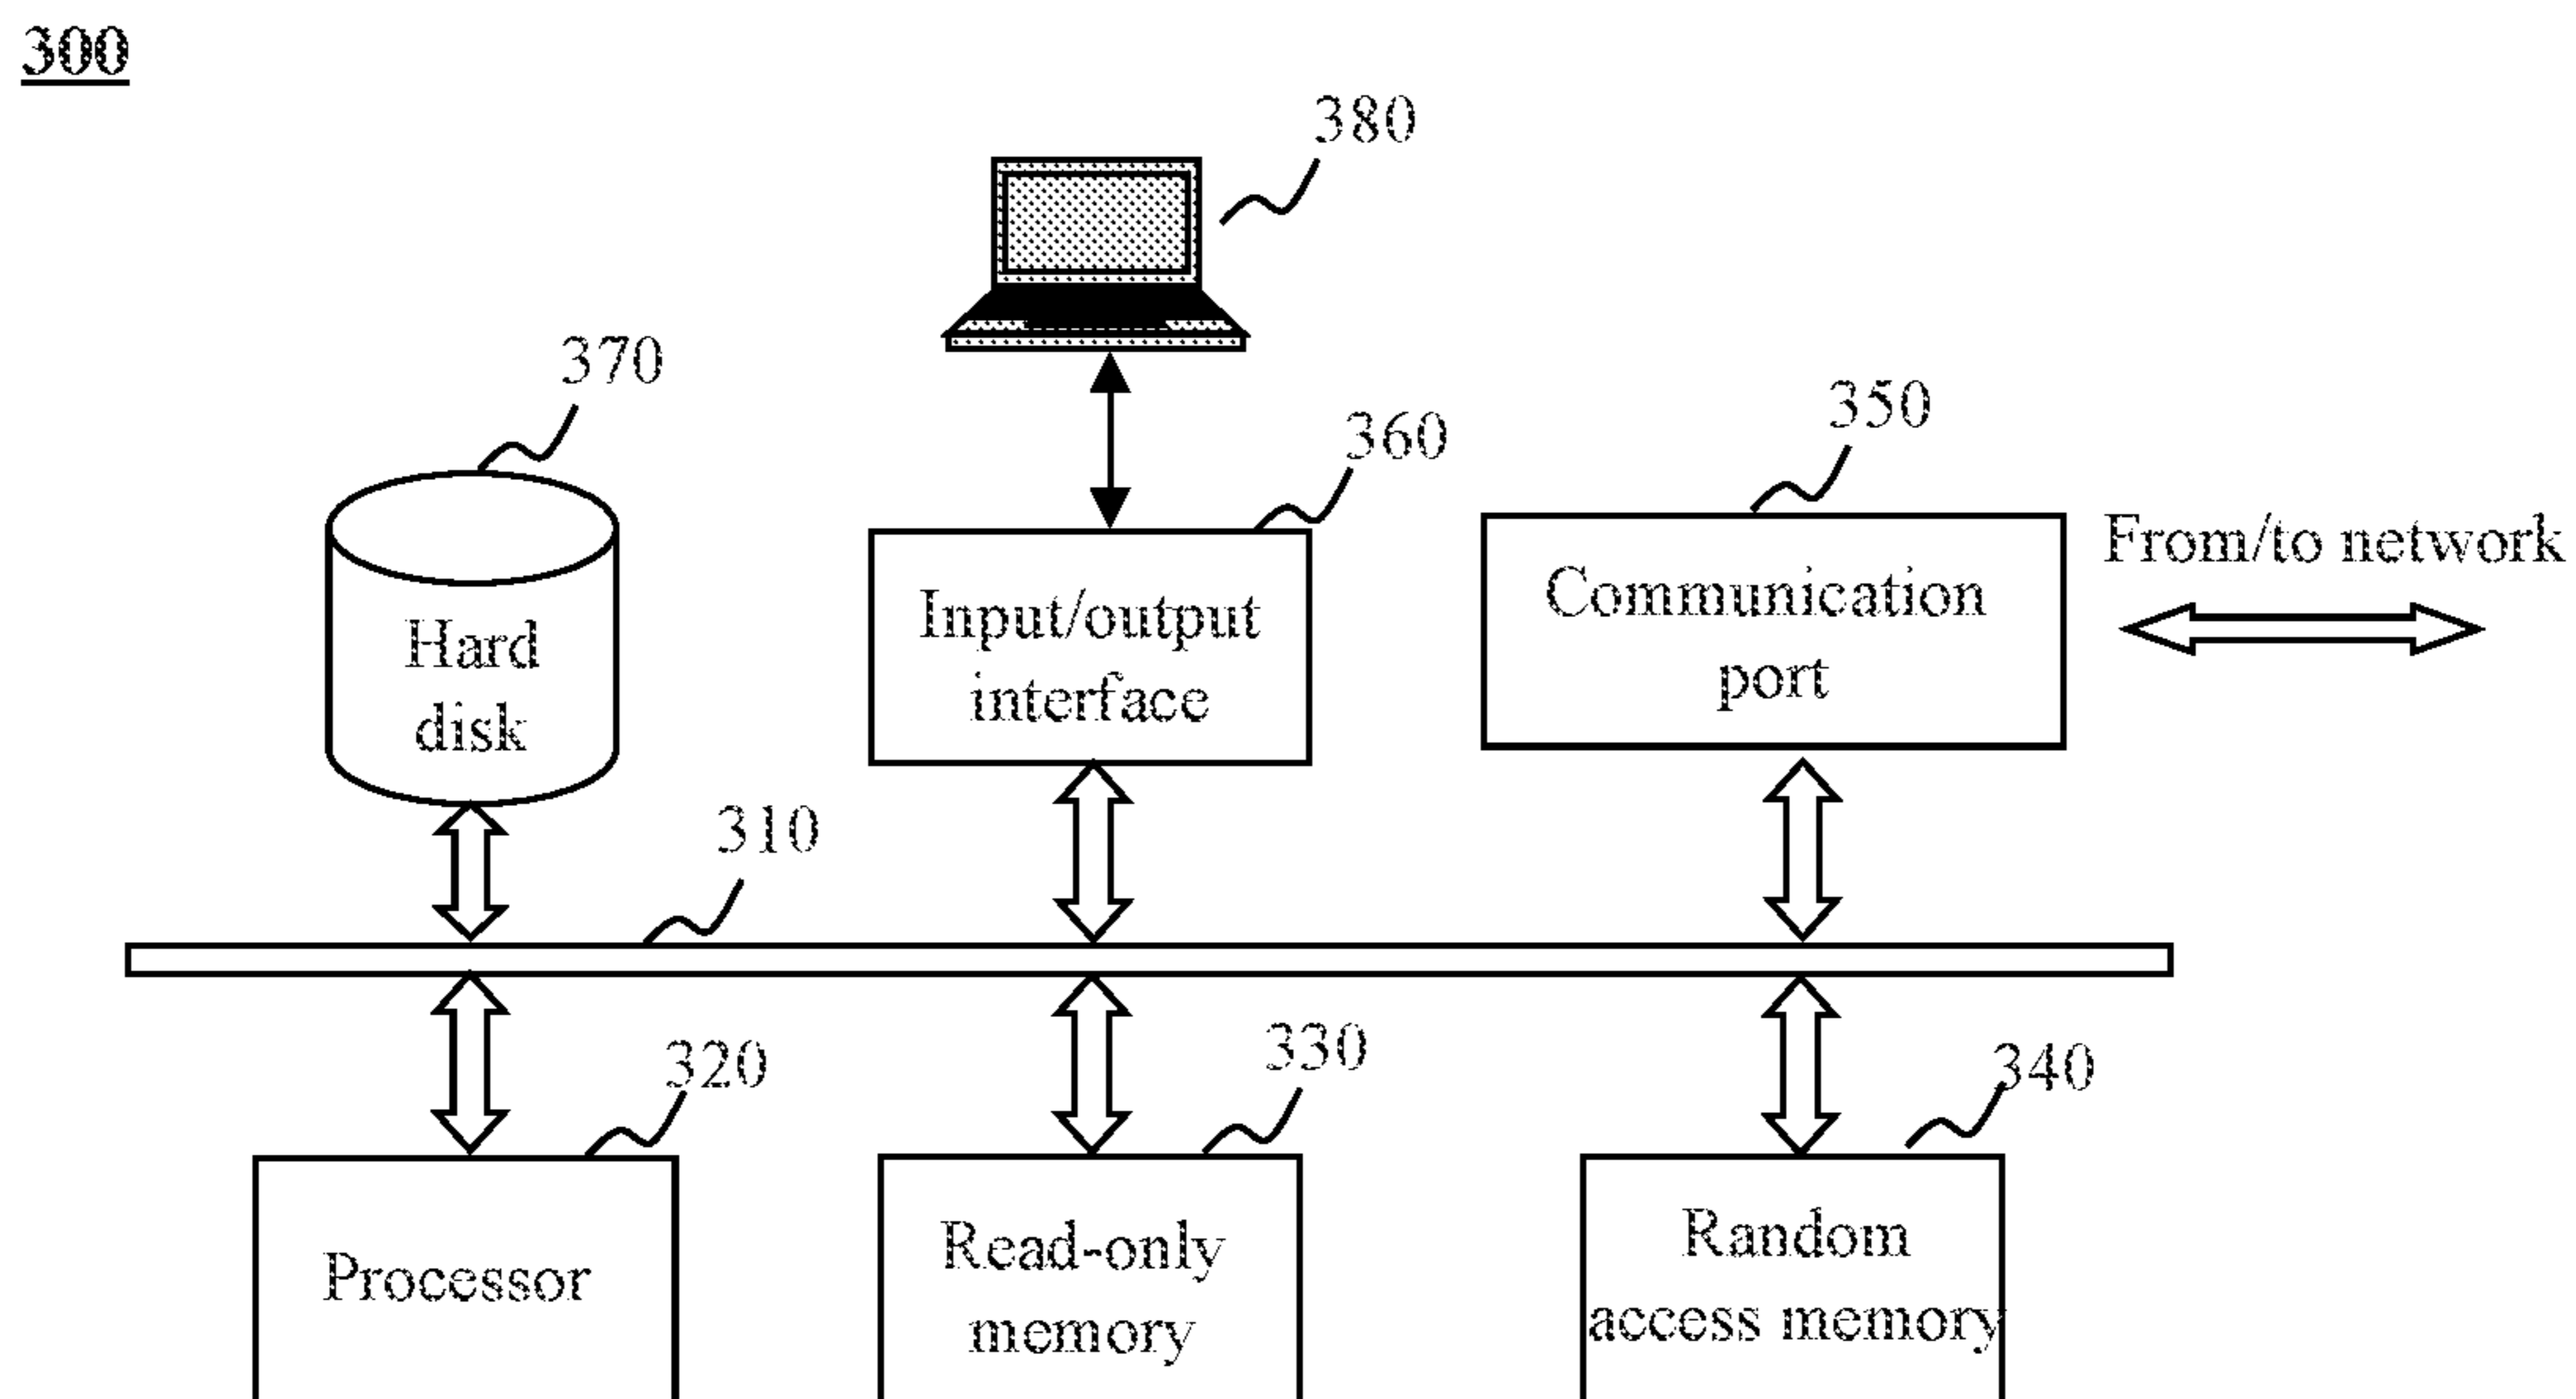 300
380
370
360
350
From/to network
Communication
port
Input/output
interface
Hard
disk
310
320
330
340
Processor
Read-only
memory
Random
access memory